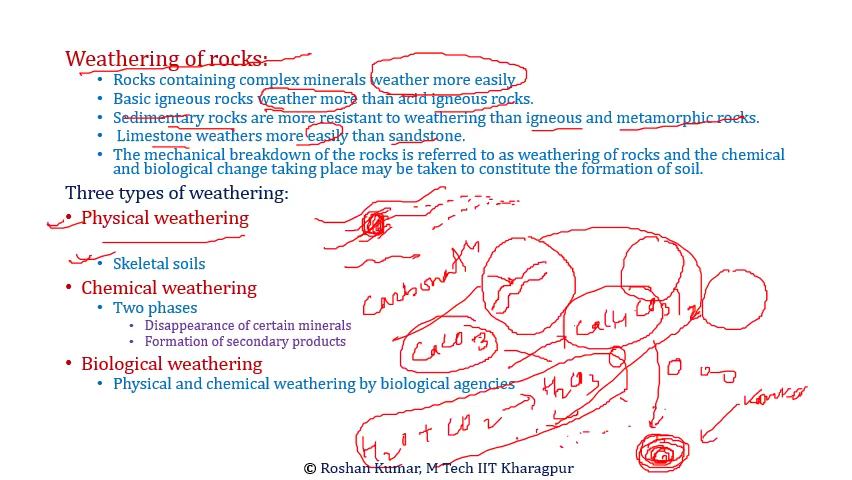 Weathering of rocks:
• Rocks containing complex minerals weather more easily
• Basic igneous rocks weather more than acid igneous rocks.
• Sedimentary rocks are more resistant to weathering than igneous and metamorphic rocks.
• Limestone weathers more easily than sandstone.
• The mechanical breakdown of the rocks is referred to as weathering of rocks and the chemical
and biological change taking place may be taken to constitute the formation of soil.
Three types of weathering:
• Physical weathering
• Skeletal soils
• Chemical weathering
• Two phases
• Disappearance of certain minerals
• Formation of secondary products
• Biological weathering
• Physical and chemical weathering by biological agencies
CaCO3
Ca(H CO3)2
H2O + CO2 → H2CO3
© Roshan Kumar, M Tech IIT Kharagpur